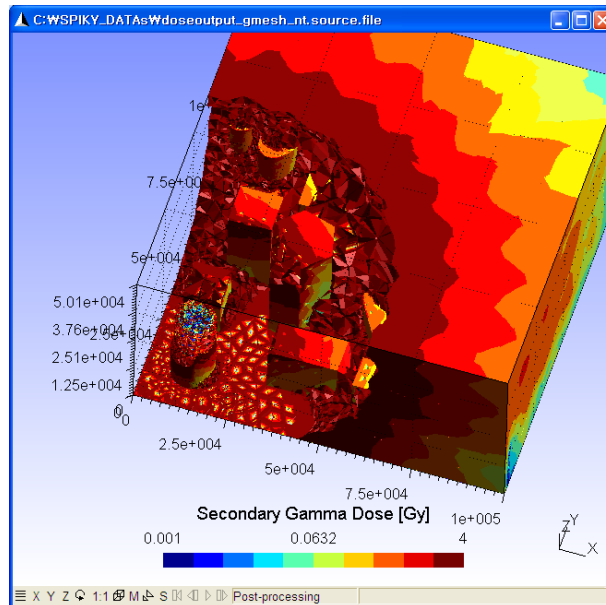 C:₩SPIKY_DATAs₩doseoutput_gmesh_nt.source.file
7.5e+004
5e+004
5.01e+004
3.76e+004
2.51e+004
1.25e+004
0
0
2.5e+004
5e+004
7.5e+004
1e+005
Secondary Gamma Dose [Gy]
0.001 0.0632 4
Z Y
X
X Y Z 1:1 M S Post-processing